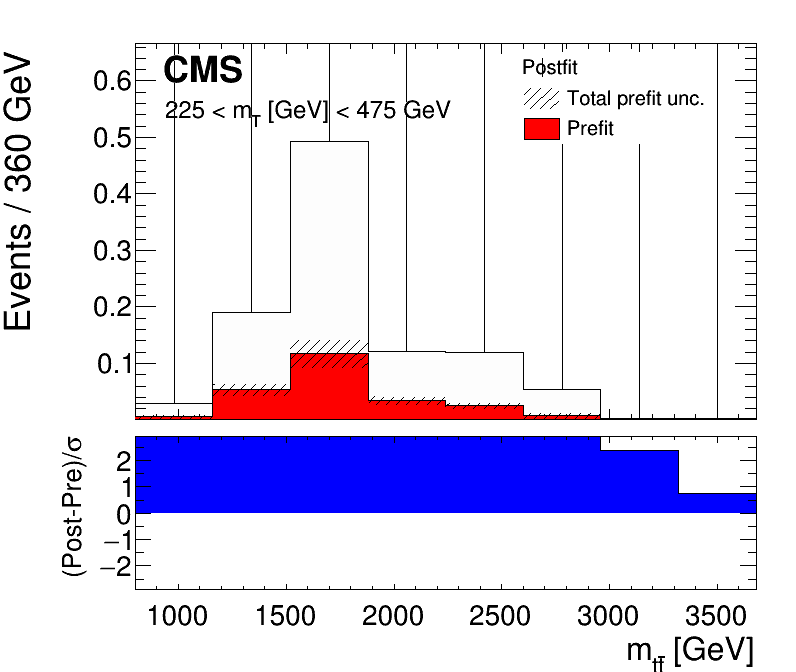 CMS
225 < mT [GeV] < 475 GeV
Postfit
Total prefit unc.
Prefit
Events / 360 GeV
0.6
0.5
0.4
0.3
0.2
0.1
(Post-Pre)/σ
2
1
0
−1
−2
1000 1500 2000 2500 3000 3500
m_tt̄ [GeV]